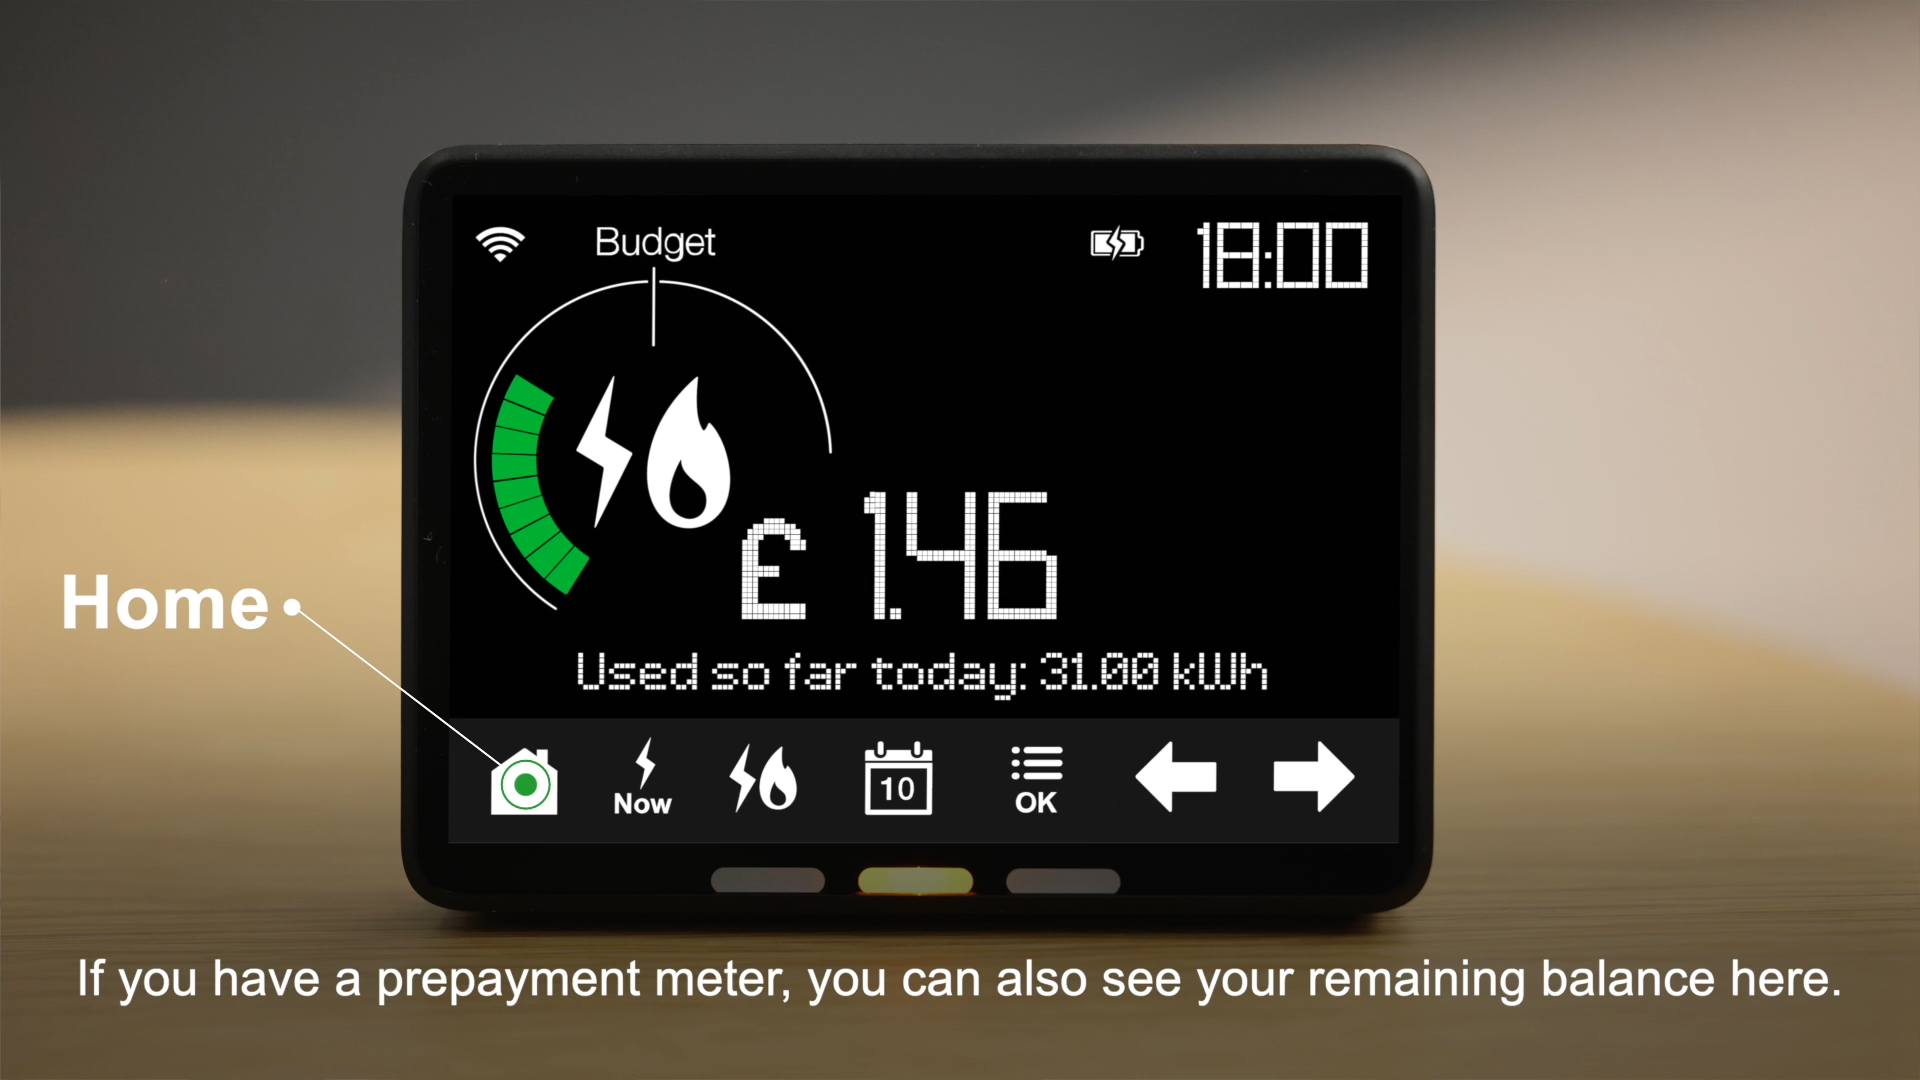 Budget
18:00
£ 1.46
Used so far today: 31.00 kWh
Home
Now
10
OK
If you have a prepayment meter, you can also see your remaining balance here.